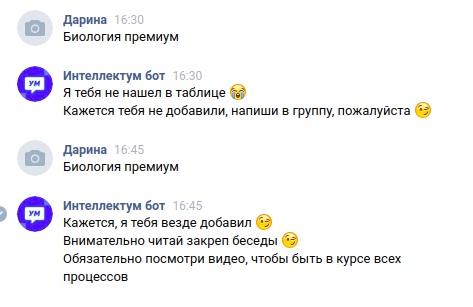 Дарина 16:30
Биология премиум
Интеллектум бот 16:30
Я тебя не нашел в таблице 😭
Кажется тебя не добавили, напиши в группу, пожалуйста 😉
Дарина 16:45
Биология премиум
УМ
Интеллектум бот 16:45
Кажется, я тебя везде добавил 😉
Внимательно читай закреп беседы 😉
Обязательно посмотри видео, чтобы быть в курсе всех
процессов
УМ